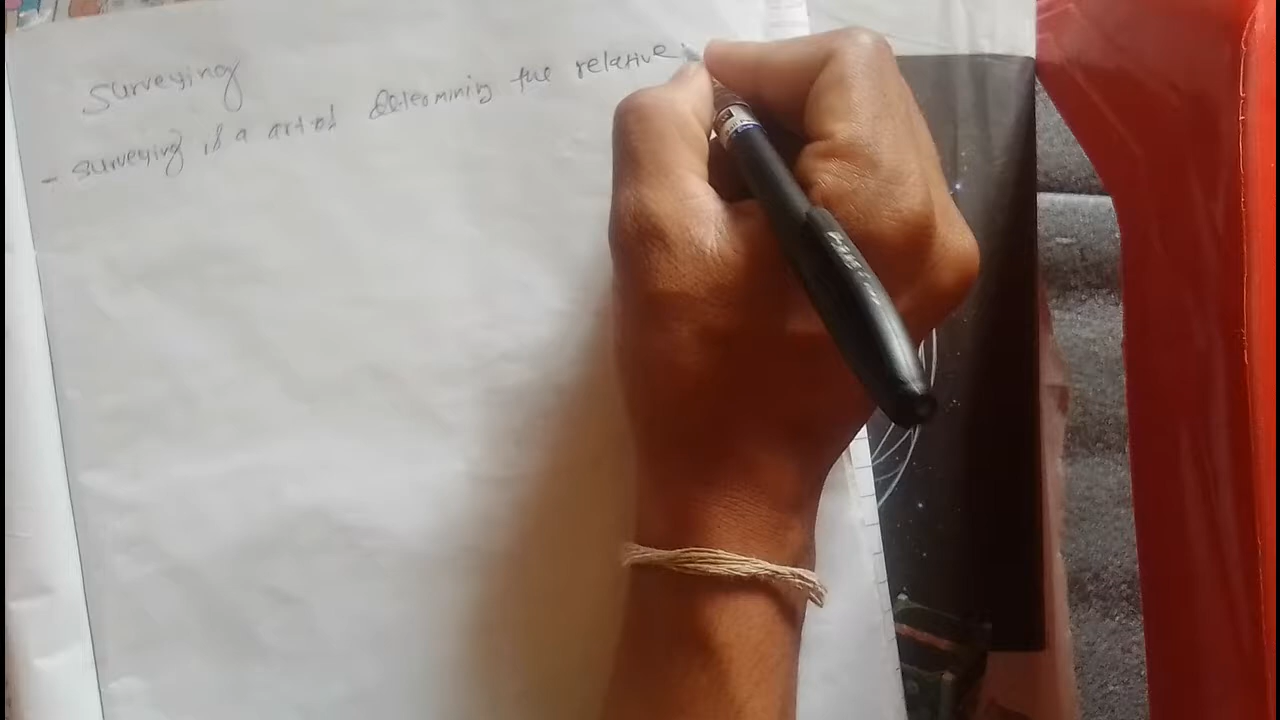 Surveying
- Surveying is a art of determining the relative